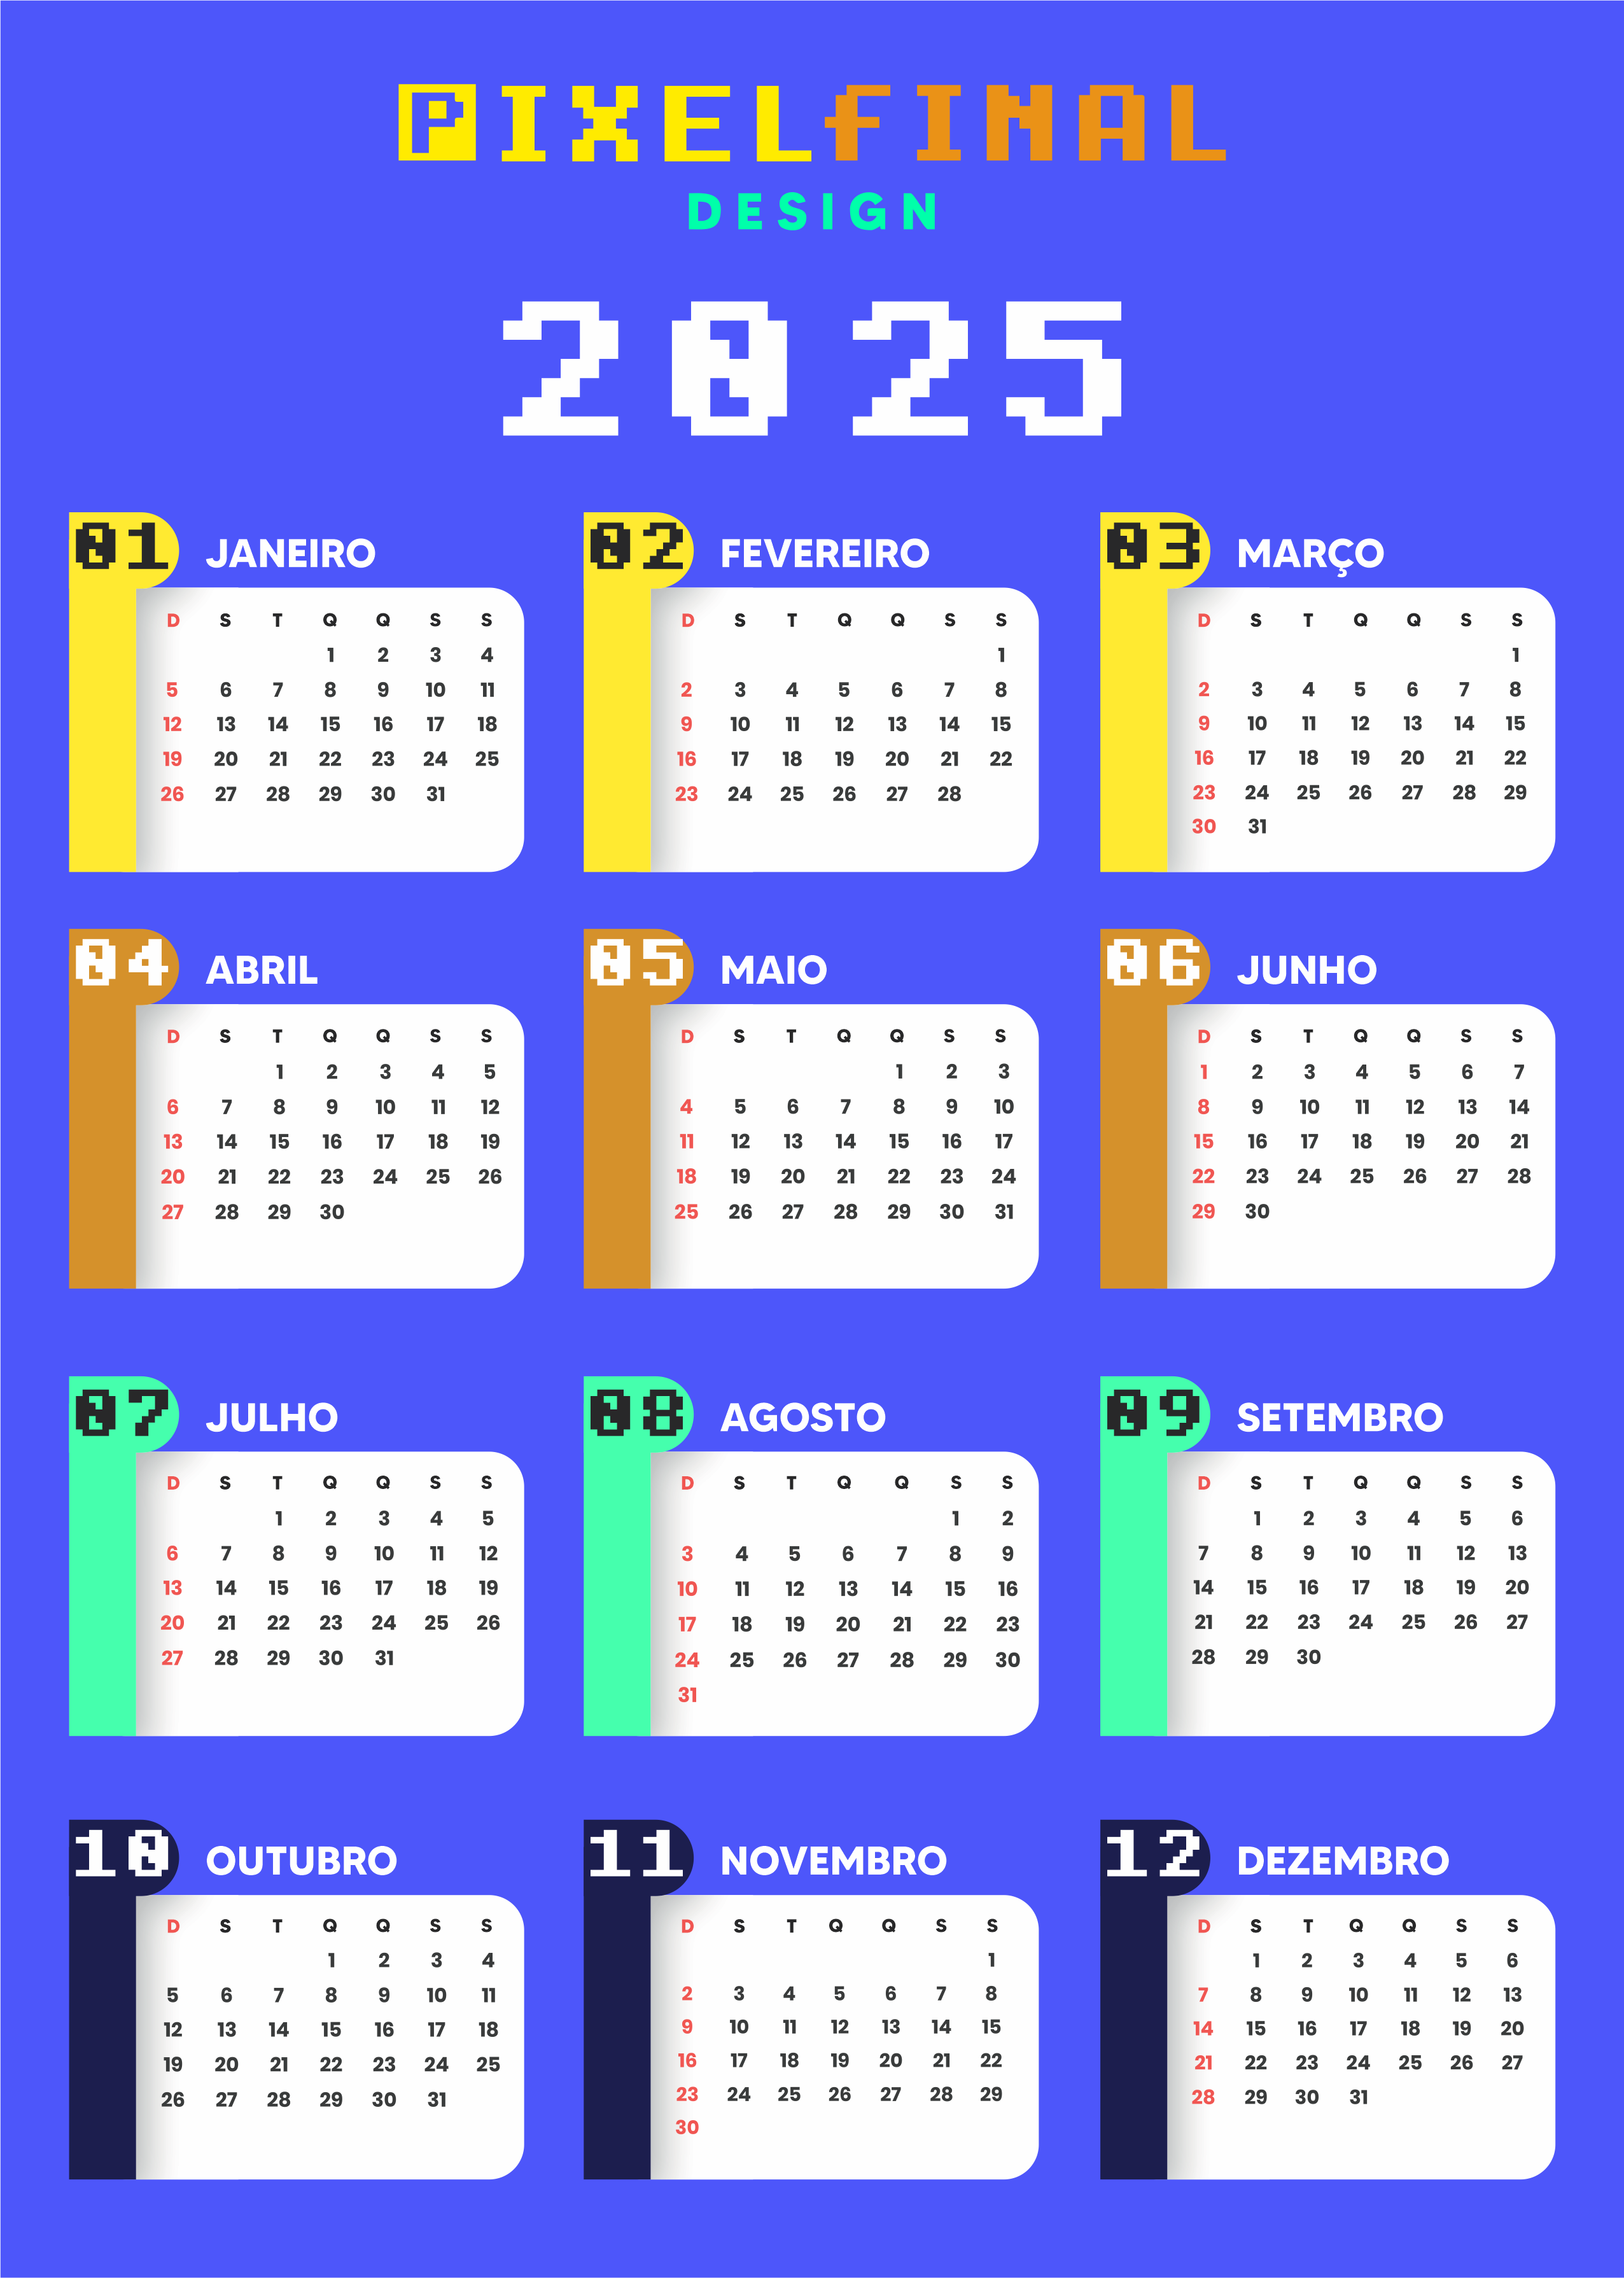 PIXELfINAL
DESIGN
2025
01 JANEIRO
D S T Q Q S S
1 2 3 4
5 6 7 8 9 10 11
12 13 14 15 16 17 18
19 20 21 22 23 24 25
26 27 28 29 30 31
02 FEVEREIRO
D S T Q Q S S
1
2 3 4 5 6 7 8
9 10 11 12 13 14 15
16 17 18 19 20 21 22
23 24 25 26 27 28
03 MARÇO
D S T Q Q S S
1
2 3 4 5 6 7 8
9 10 11 12 13 14 15
16 17 18 19 20 21 22
23 24 25 26 27 28 29
30 31
04 ABRIL
D S T Q Q S S
1 2 3 4 5
6 7 8 9 10 11 12
13 14 15 16 17 18 19
20 21 22 23 24 25 26
27 28 29 30
05 MAIO
D S T Q Q S S
1 2 3
4 5 6 7 8 9 10
11 12 13 14 15 16 17
18 19 20 21 22 23 24
25 26 27 28 29 30 31
06 JUNHO
D S T Q Q S S
1 2 3 4 5 6 7
8 9 10 11 12 13 14
15 16 17 18 19 20 21
22 23 24 25 26 27 28
29 30
07 JULHO
D S T Q Q S S
1 2 3 4 5
6 7 8 9 10 11 12
13 14 15 16 17 18 19
20 21 22 23 24 25 26
27 28 29 30 31
08 AGOSTO
D S T Q Q S S
1 2
3 4 5 6 7 8 9
10 11 12 13 14 15 16
17 18 19 20 21 22 23
24 25 26 27 28 29 30
31
09 SETEMBRO
D S T Q Q S S
1 2 3 4 5 6
7 8 9 10 11 12 13
14 15 16 17 18 19 20
21 22 23 24 25 26 27
28 29 30
10 OUTUBRO
D S T Q Q S S
1 2 3 4
5 6 7 8 9 10 11
12 13 14 15 16 17 18
19 20 21 22 23 24 25
26 27 28 29 30 31
11 NOVEMBRO
D S T Q Q S S
1
2 3 4 5 6 7 8
9 10 11 12 13 14 15
16 17 18 19 20 21 22
23 24 25 26 27 28 29
30
12 DEZEMBRO
D S T Q Q S S
1 2 3 4 5 6
7 8 9 10 11 12 13
14 15 16 17 18 19 20
21 22 23 24 25 26 27
28 29 30 31